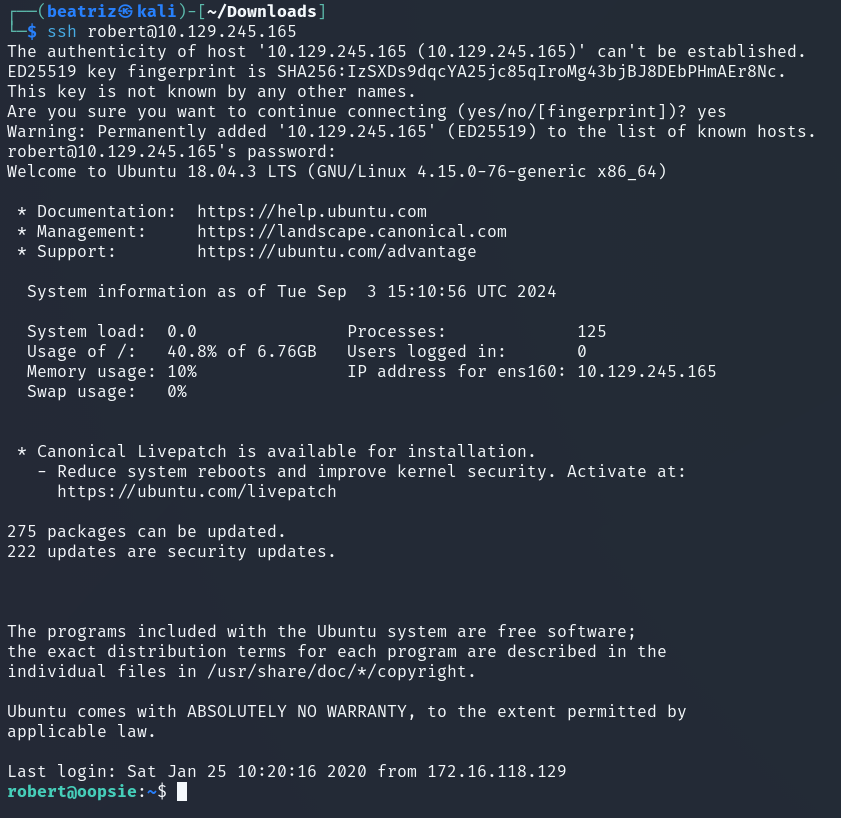 ┌──(beatriz㉿kali)-[~/Downloads]
└─$ ssh robert@10.129.245.165
The authenticity of host '10.129.245.165 (10.129.245.165)' can't be established.
ED25519 key fingerprint is SHA256:IzSXDs9dqcYA25jc85qIroMg43bjBJ8DEbPHmAEr8Nc.
This key is not known by any other names.
Are you sure you want to continue connecting (yes/no/[fingerprint])? yes
Warning: Permanently added '10.129.245.165' (ED25519) to the list of known hosts.
robert@10.129.245.165's password:
Welcome to Ubuntu 18.04.3 LTS (GNU/Linux 4.15.0-76-generic x86_64)

 * Documentation:  https://help.ubuntu.com
 * Management:     https://landscape.canonical.com
 * Support:        https://ubuntu.com/advantage

  System information as of Tue Sep  3 15:10:56 UTC 2024

  System load:  0.0               Processes:             125
  Usage of /:   40.8% of 6.76GB   Users logged in:       0
  Memory usage: 10%               IP address for ens160: 10.129.245.165
  Swap usage:   0%


 * Canonical Livepatch is available for installation.
   - Reduce system reboots and improve kernel security. Activate at:
     https://ubuntu.com/livepatch

275 packages can be updated.
222 updates are security updates.



The programs included with the Ubuntu system are free software;
the exact distribution terms for each program are described in the
individual files in /usr/share/doc/*/copyright.

Ubuntu comes with ABSOLUTELY NO WARRANTY, to the extent permitted by
applicable law.

Last login: Sat Jan 25 10:20:16 2020 from 172.16.118.129
robert@oopsie:~$